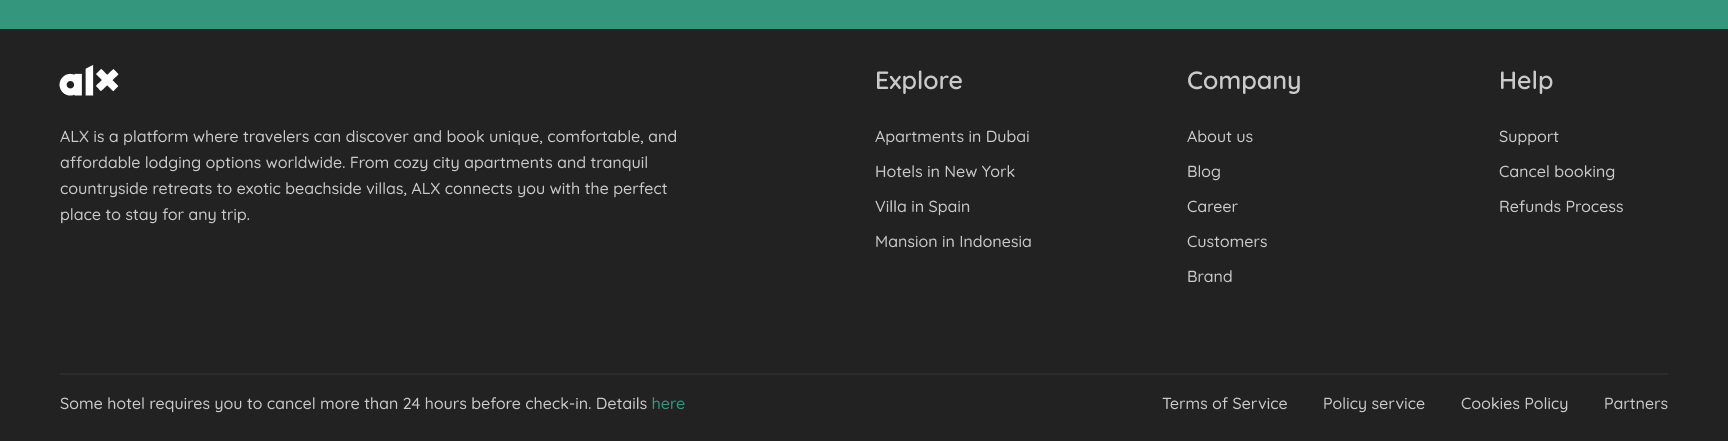 alx
ALX is a platform where travelers can discover and book unique, comfortable, and
affordable lodging options worldwide. From cozy city apartments and tranquil
countryside retreats to exotic beachside villas, ALX connects you with the perfect
place to stay for any trip.
Explore
Apartments in Dubai
Hotels in New York
Villa in Spain
Mansion in Indonesia
Company
About us
Blog
Career
Customers
Brand
Help
Support
Cancel booking
Refunds Process
Some hotel requires you to cancel more than 24 hours before check-in. Details here
Terms of Service
Policy service
Cookies Policy
Partners